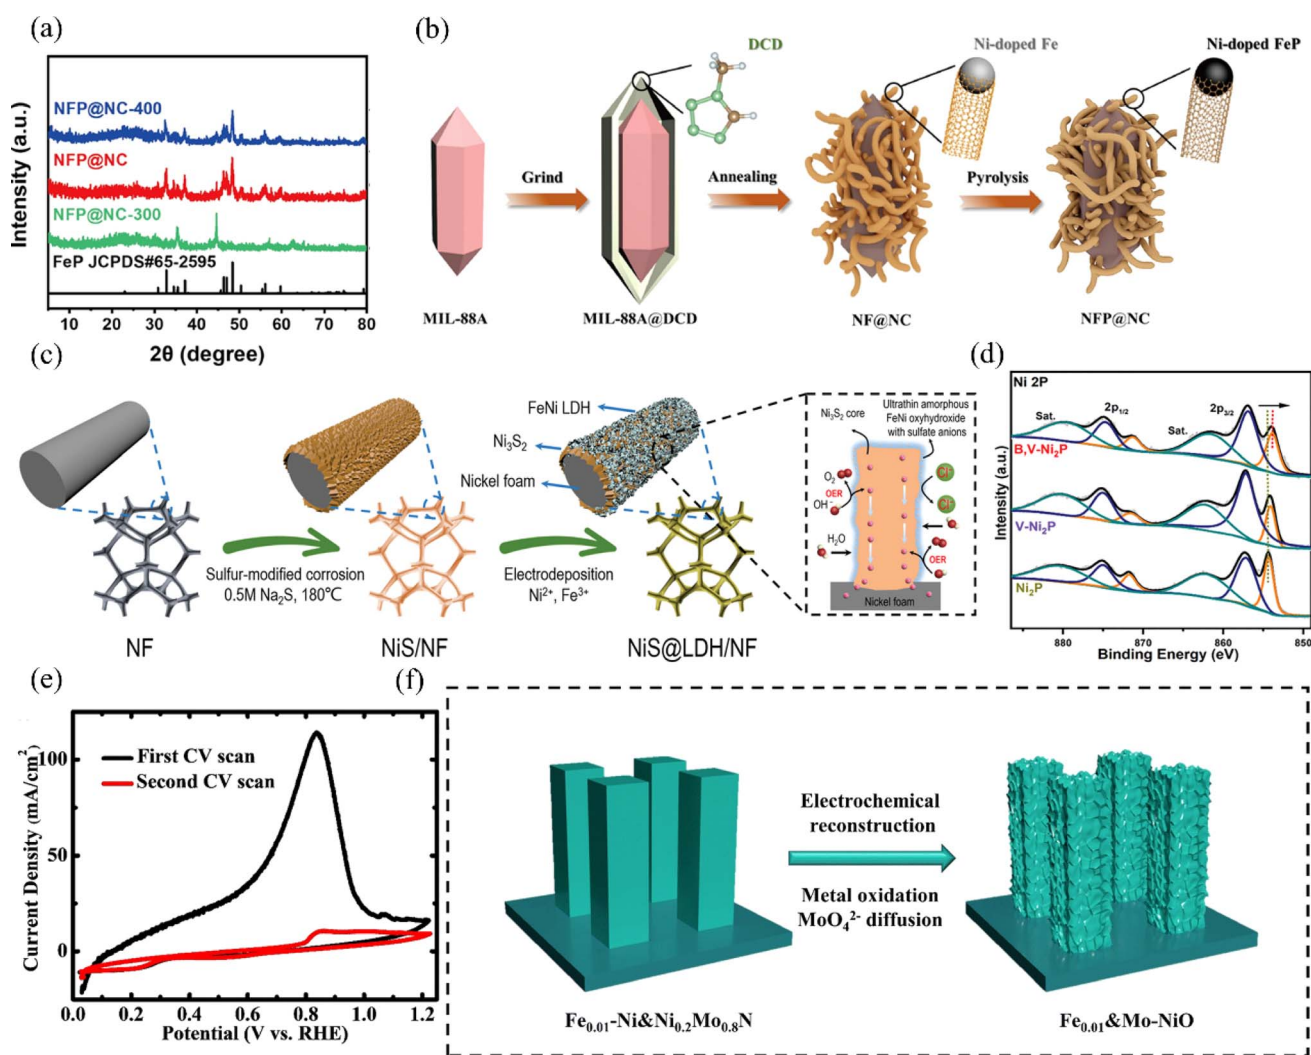 (a)
Intensity (a.u.)
NFP@NC-400
NFP@NC
NFP@NC-300
FeP JCPDS#65-2595
10 20 30 40 50 60 70 80
2θ (degree)
(b)
DCD
Ni-doped Fe
Ni-doped FeP
Grind
Annealing
Pyrolysis
MIL-88A
MIL-88A@DCD
NF@NC
NFP@NC
(c)
FeNi LDH
Ni₃S₂
Nickel foam
Sulfur-modified corrosion
0.5M Na₂S, 180℃
Electrodeposition
Ni²⁺, Fe³⁺
NF
NiS/NF
NiS@LDH/NF
Ni₃S₂ core
Ultrathin amorphous
FeNi oxyhydroxide
with sulfate anions
O₂
OER
OH⁻
H₂O
OER
Nickel foam
(d)
Ni 2P
Sat.
2p₁/₂
Sat.
2p₃/₂
B,V-Ni₂P
V-Ni₂P
Ni₂P
Intensity (a.u.)
880 870 860 850
Binding Energy (eV)
(e)
First CV scan
Second CV scan
Current Density (mA/cm²)
100
50
0
0.0 0.2 0.4 0.6 0.8 1.0 1.2
Potential (V vs. RHE)
(f)
Electrochemical
reconstruction
Metal oxidation
MoO₄²⁻ diffusion
Fe₀.₀₁-Ni&Ni₀.₂Mo₀.₈N
Fe₀.₀₁&Mo-NiO